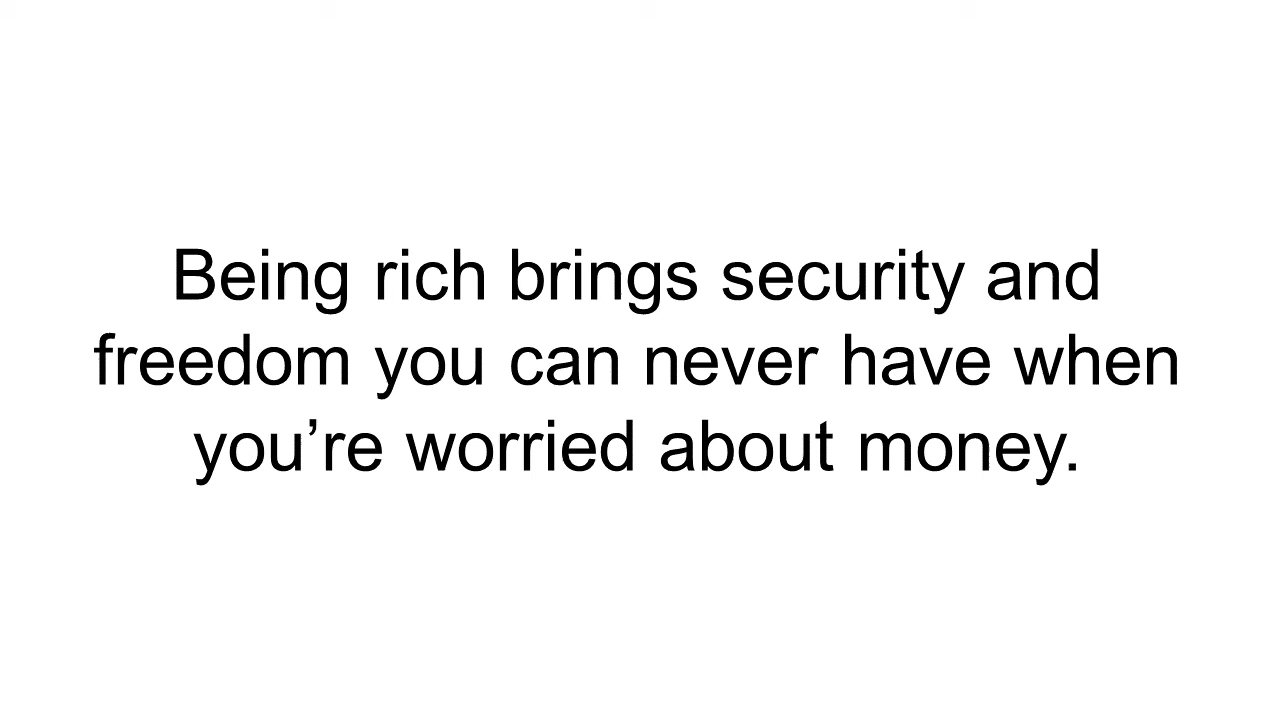 Being rich brings security and
freedom you can never have when
you’re worried about money.